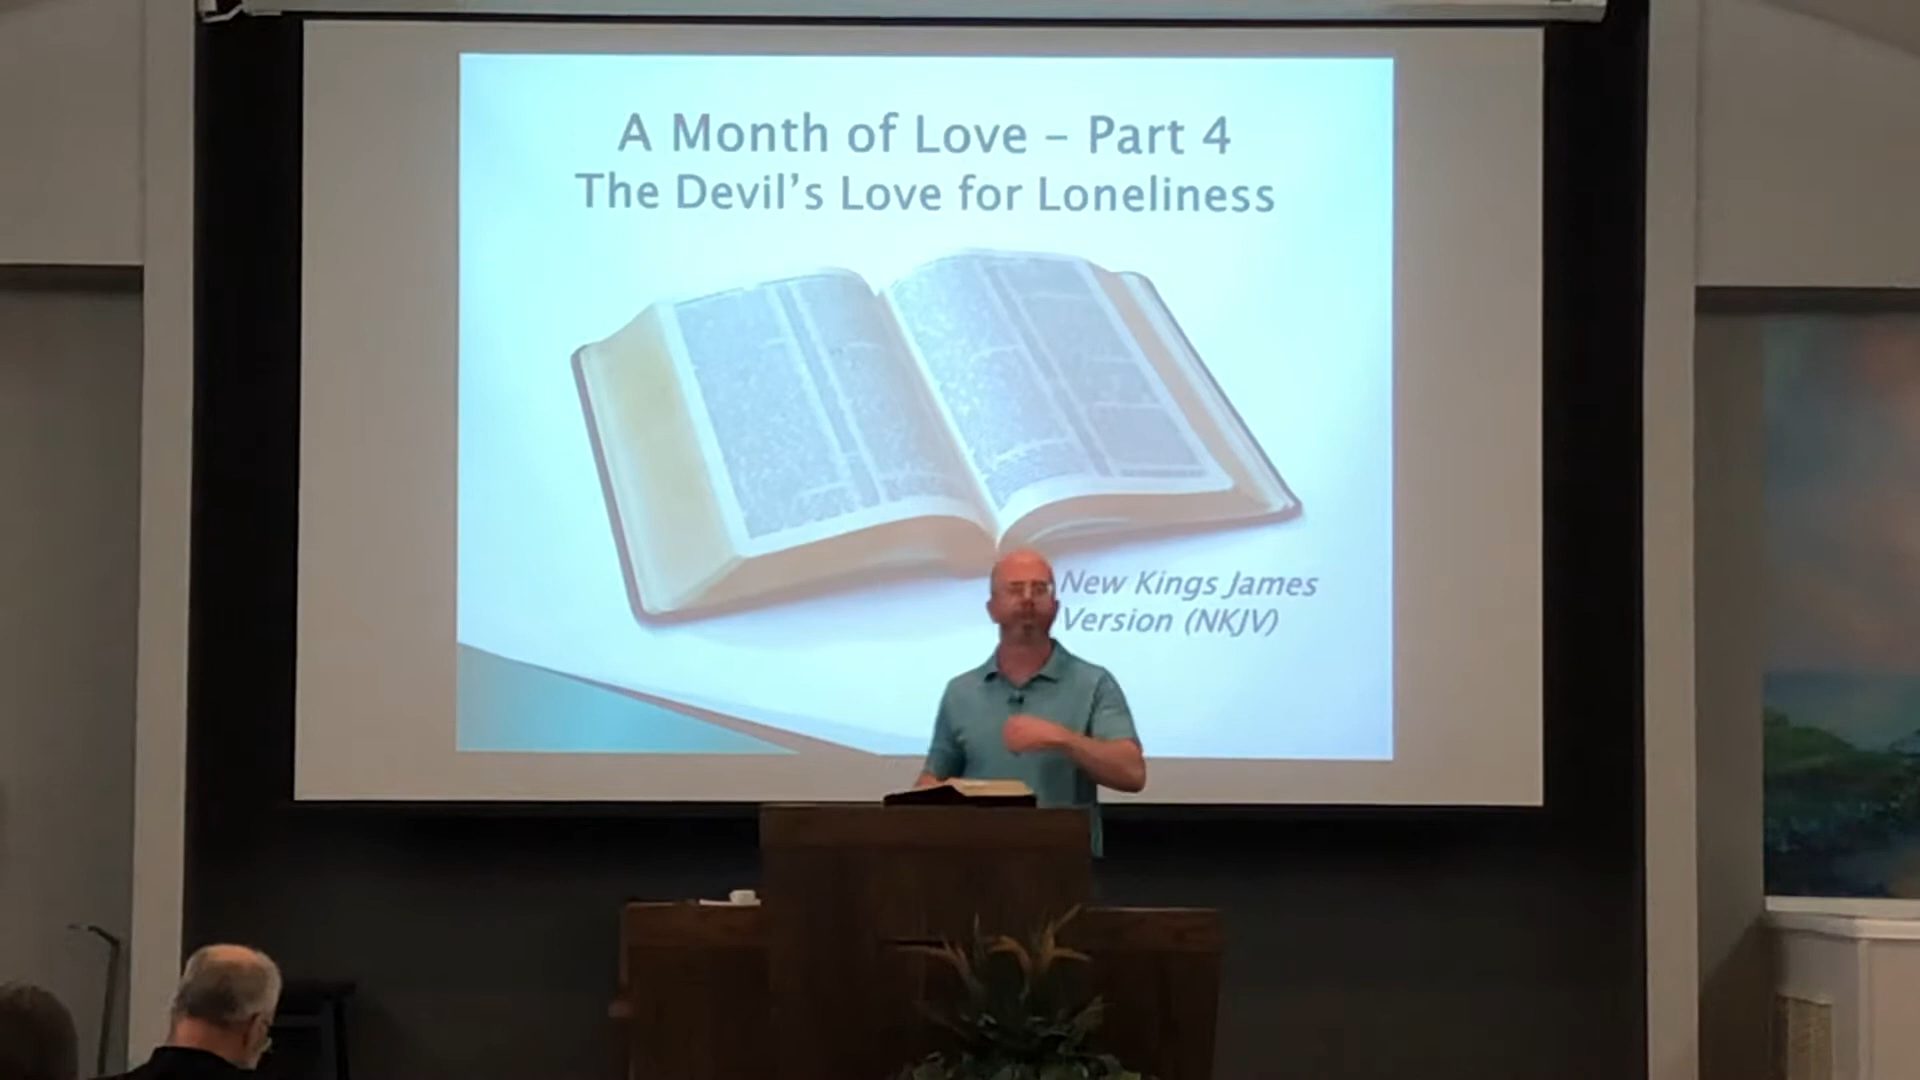 A Month of Love – Part 4
The Devil’s Love for Loneliness
New Kings James
Version (NKJV)